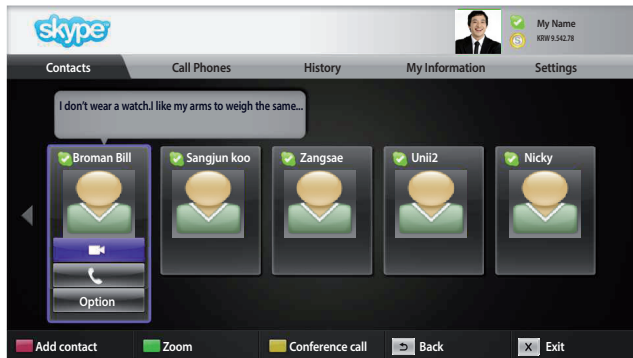 skype
My Name
KRW 9.542.78
Contacts
Call Phones
History
My Information
Settings
I don't wear a watch.I like my arms to weigh the same...
Broman Bill
Sangjun koo
Zangsae
Unii2
Nicky
Option
Add contact
Zoom
Conference call
Back
X Exit